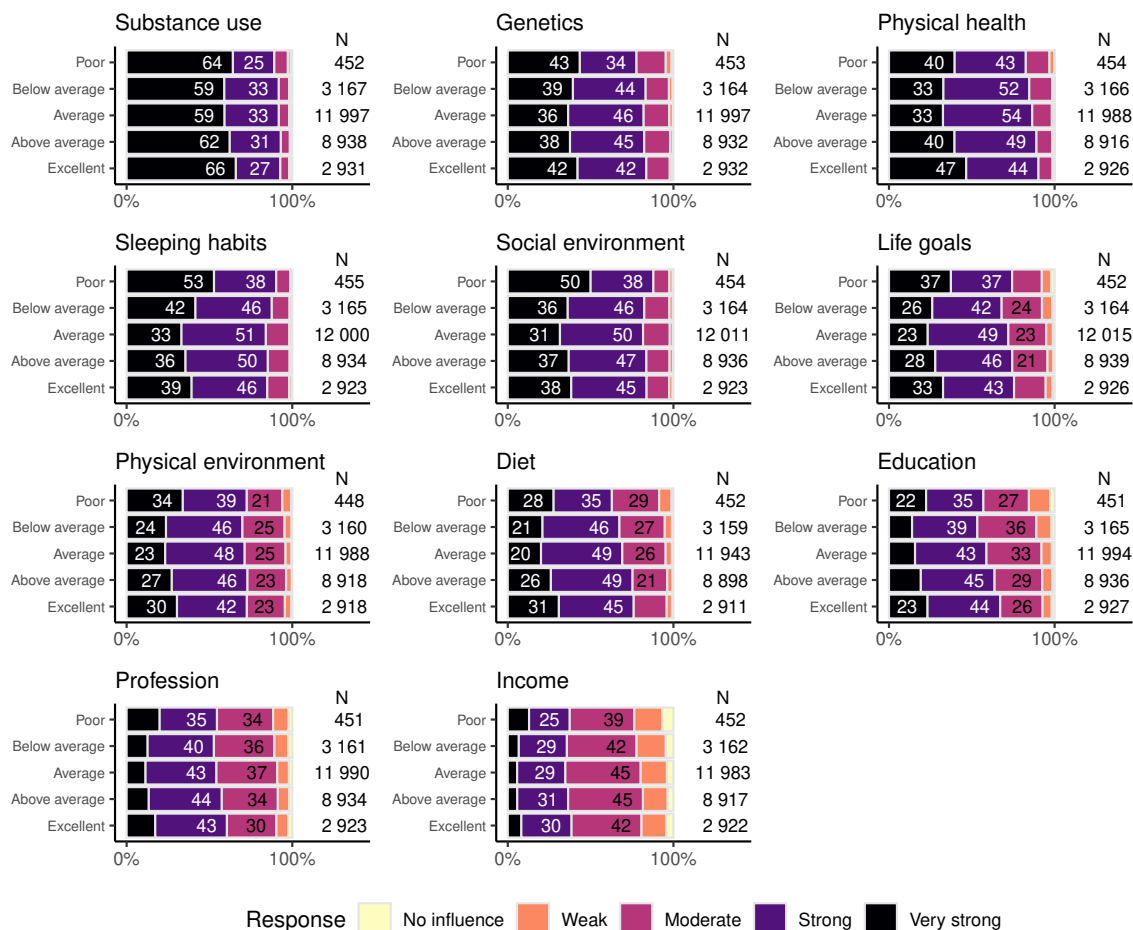 Substance use
N
Poor 64 25 452
Below average 59 33 3 167
Average 59 33 11 997
Above average 62 31 8 938
Excellent 66 27 2 931
0% 100%
Genetics
N
Poor 43 34 453
Below average 39 44 3 164
Average 36 46 11 997
Above average 38 45 8 932
Excellent 42 42 2 932
0% 100%
Physical health
N
Poor 40 43 454
Below average 33 52 3 166
Average 33 54 11 988
Above average 40 49 8 916
Excellent 47 44 2 926
0% 100%
Sleeping habits
N
Poor 53 38 455
Below average 42 46 3 165
Average 33 51 12 000
Above average 36 50 8 934
Excellent 39 46 2 923
0% 100%
Social environment
N
Poor 50 38 454
Below average 36 46 3 164
Average 31 50 12 011
Above average 37 47 8 936
Excellent 38 45 2 923
0% 100%
Life goals
N
Poor 37 37 452
Below average 26 42 24 3 164
Average 23 49 23 12 015
Above average 28 46 21 8 939
Excellent 33 43 2 926
0% 100%
Physical environment
N
Poor 34 39 21 448
Below average 24 46 25 3 160
Average 23 48 25 11 988
Above average 27 46 23 8 918
Excellent 30 42 23 2 918
0% 100%
Diet
N
Poor 28 35 29 452
Below average 21 46 27 3 159
Average 20 49 26 11 943
Above average 26 49 21 8 898
Excellent 31 45 2 911
0% 100%
Education
N
Poor 22 35 27 451
Below average 39 36 3 165
Average 43 33 11 994
Above average 45 29 8 936
Excellent 23 44 26 2 927
0% 100%
Profession
N
Poor 35 34 451
Below average 40 36 3 161
Average 43 37 11 990
Above average 44 34 8 934
Excellent 43 30 2 923
0% 100%
Income
N
Poor 25 39 452
Below average 29 42 3 162
Average 29 45 11 983
Above average 31 45 8 917
Excellent 30 42 2 922
0% 100%
Response No influence Weak Moderate Strong Very strong